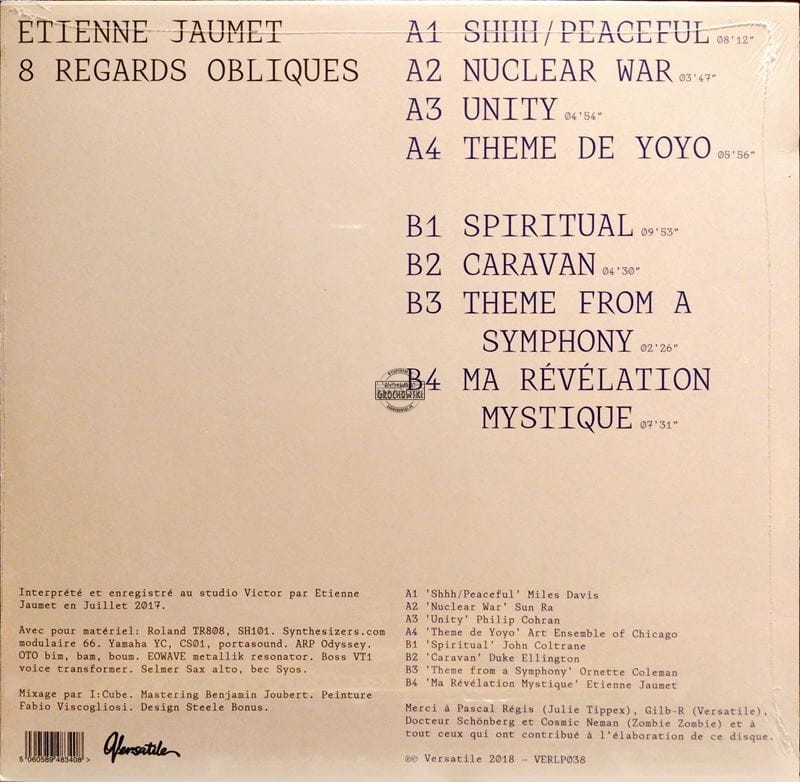 ETIENNE JAUMET
8 REGARDS OBLIQUES
A1 SHHH/PEACEFUL 08'12"
A2 NUCLEAR WAR 03'47"
A3 UNITY 04'54"
A4 THEME DE YOYO 05'56"
B1 SPIRITUAL 09'53"
B2 CARAVAN 04'30"
B3 THEME FROM A
SYMPHONY 02'26"
B4 MA RÉVÉLATION
MYSTIQUE 07'31"
GROCHOWSKI
Interprété et enregistré au studio Victor par Etienne
Jaumet en Juillet 2017.
Avec pour matériel: Roland TR808, SH101. Synthesizers.com
modulaire 66. Yamaha YC, CS01, portasound. ARP Odyssey.
OTO bim, bam, boum. EOWAVE metallik resonator. Boss VT1
voice transformer. Selmer Sax alto, bec Syos.
Mixage par I:Cube. Mastering Benjamin Joubert. Peinture
Fabio Viscogliosi. Design Steele Bonus.
5 060589 483408 >
Versatile
A1 'Shhh/Peaceful' Miles Davis
A2 'Nuclear War' Sun Ra
A3 'Unity' Philip Cohran
A4 'Theme de Yoyo' Art Ensemble of Chicago
B1 'Spiritual' John Coltrane
B2 'Caravan' Duke Ellington
B3 'Theme from a Symphony' Ornette Coleman
B4 'Ma Révélation Mystique' Etienne Jaumet
Merci à Pascal Régis (Julie Tippex), Gilb-R (Versatile),
Docteur Schönberg et Cosmic Neman (Zombie Zombie) et à
tout ceux qui ont contribué à l'élaboration de ce disque.
℗© Versatile 2018 - VERLP038